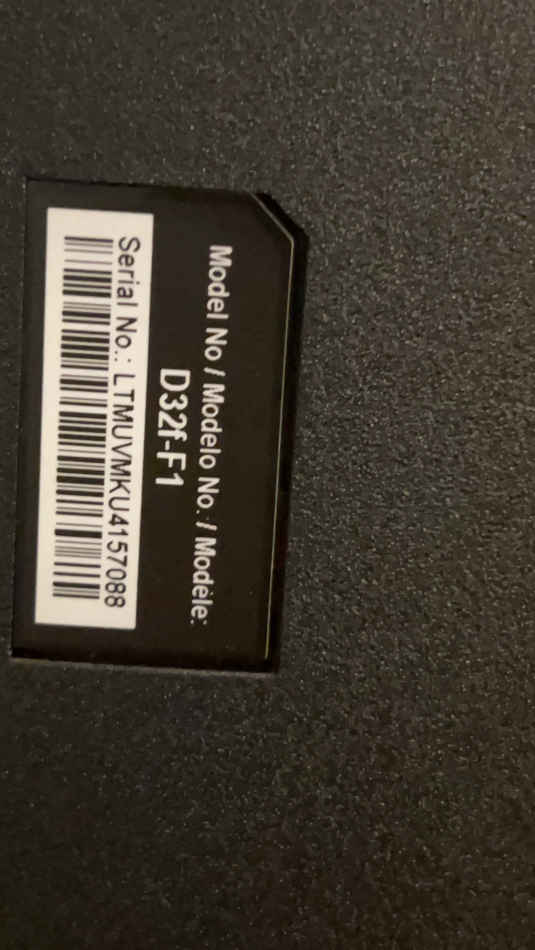 Model No / Modelo No.: / Modèle:
D32f-F1
Serial No.: LTMUVMKU4157088